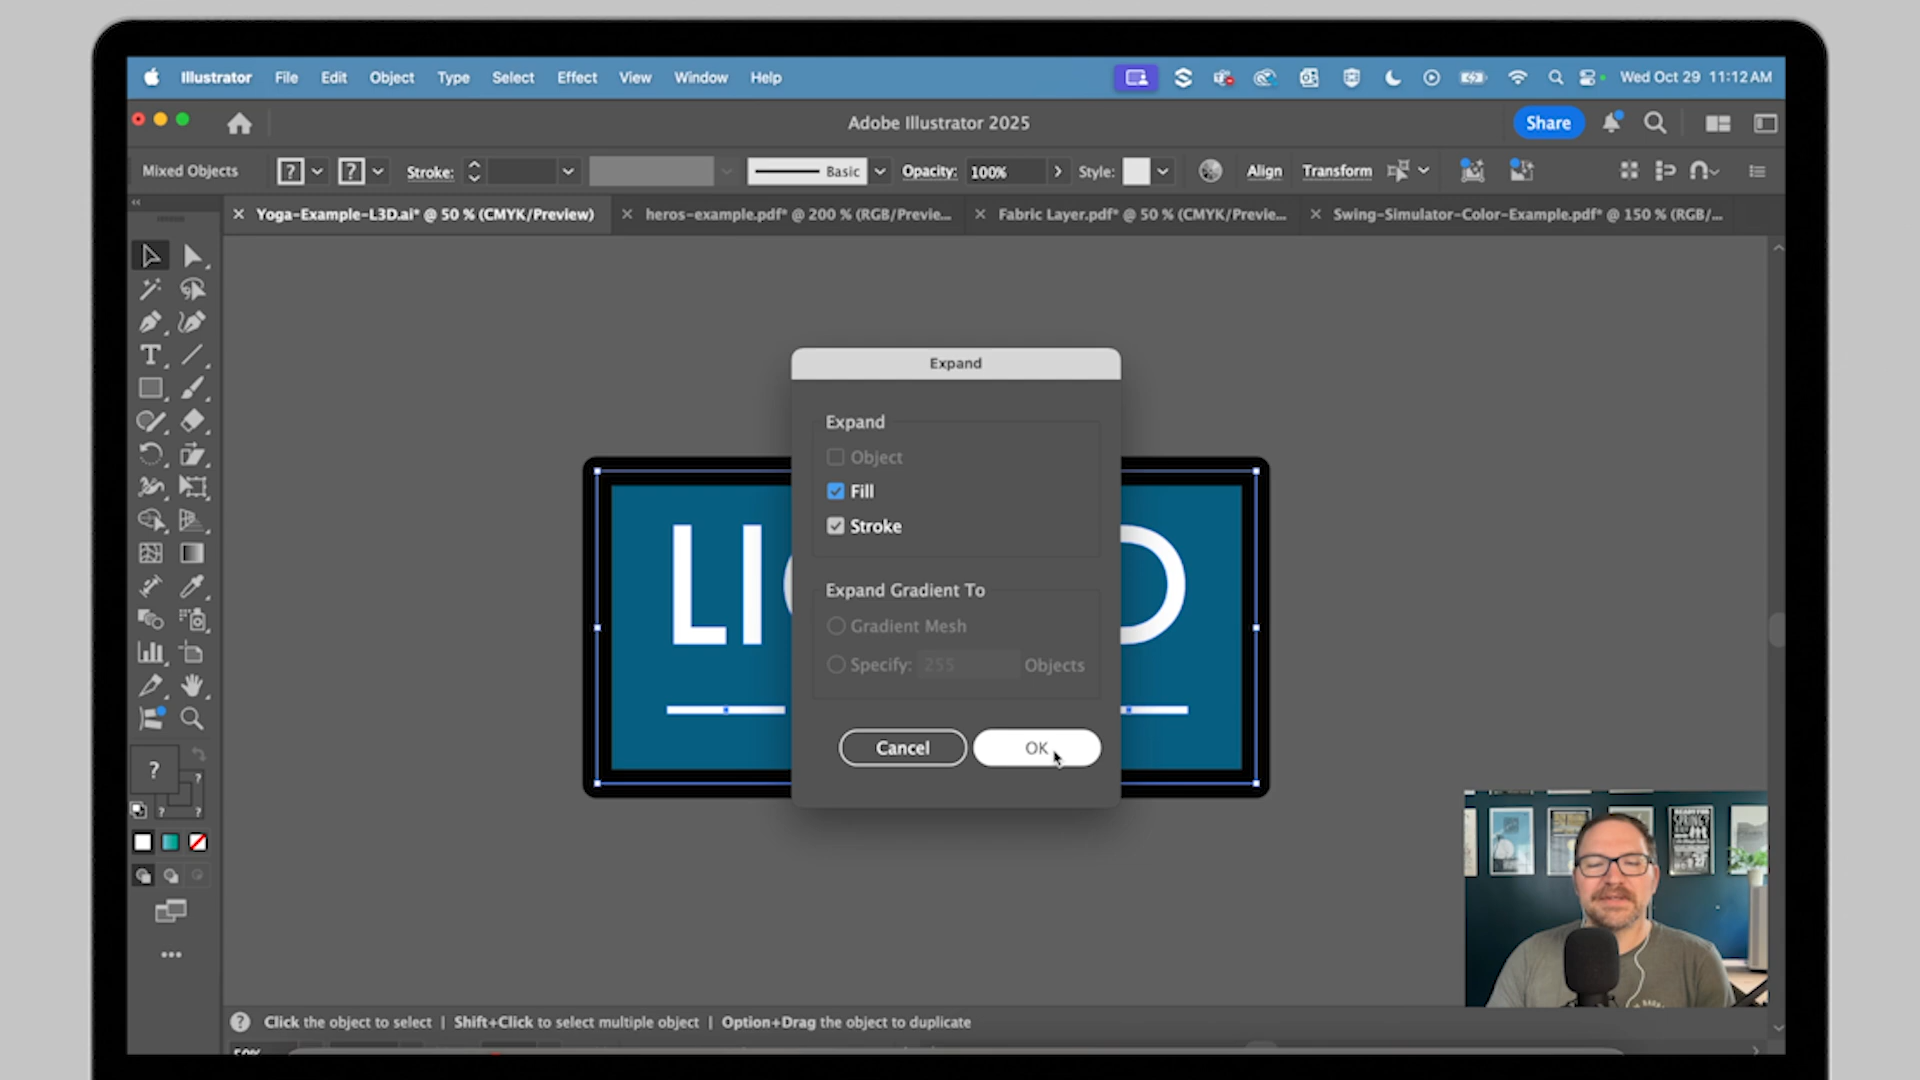 Illustrator File Edit Object Type Select Effect View Window Help
Wed Oct 29 11:12 AM
Adobe Illustrator 2025
Share
Mixed Objects ? ? Stroke: Basic Opacity: 100% Style: Align Transform
Yoga-Example-L3D.ai* @ 50 % (CMYK/Preview)
heros-example.pdf* @ 200 % (RGB/Previe...
Fabric Layer.pdf* @ 50 % (CMYK/Previe...
Swing-Simulator-Color-Example.pdf* @ 150 % (RGB/...
Expand
Expand
Object
Fill
Stroke
Expand Gradient To
Gradient Mesh
Specify: 255 Objects
Cancel OK
LI
D
?
?
? ?
READY FOR
SPRING?
Click the object to select | Shift+Click to select multiple object | Option+Drag the object to duplicate
50%